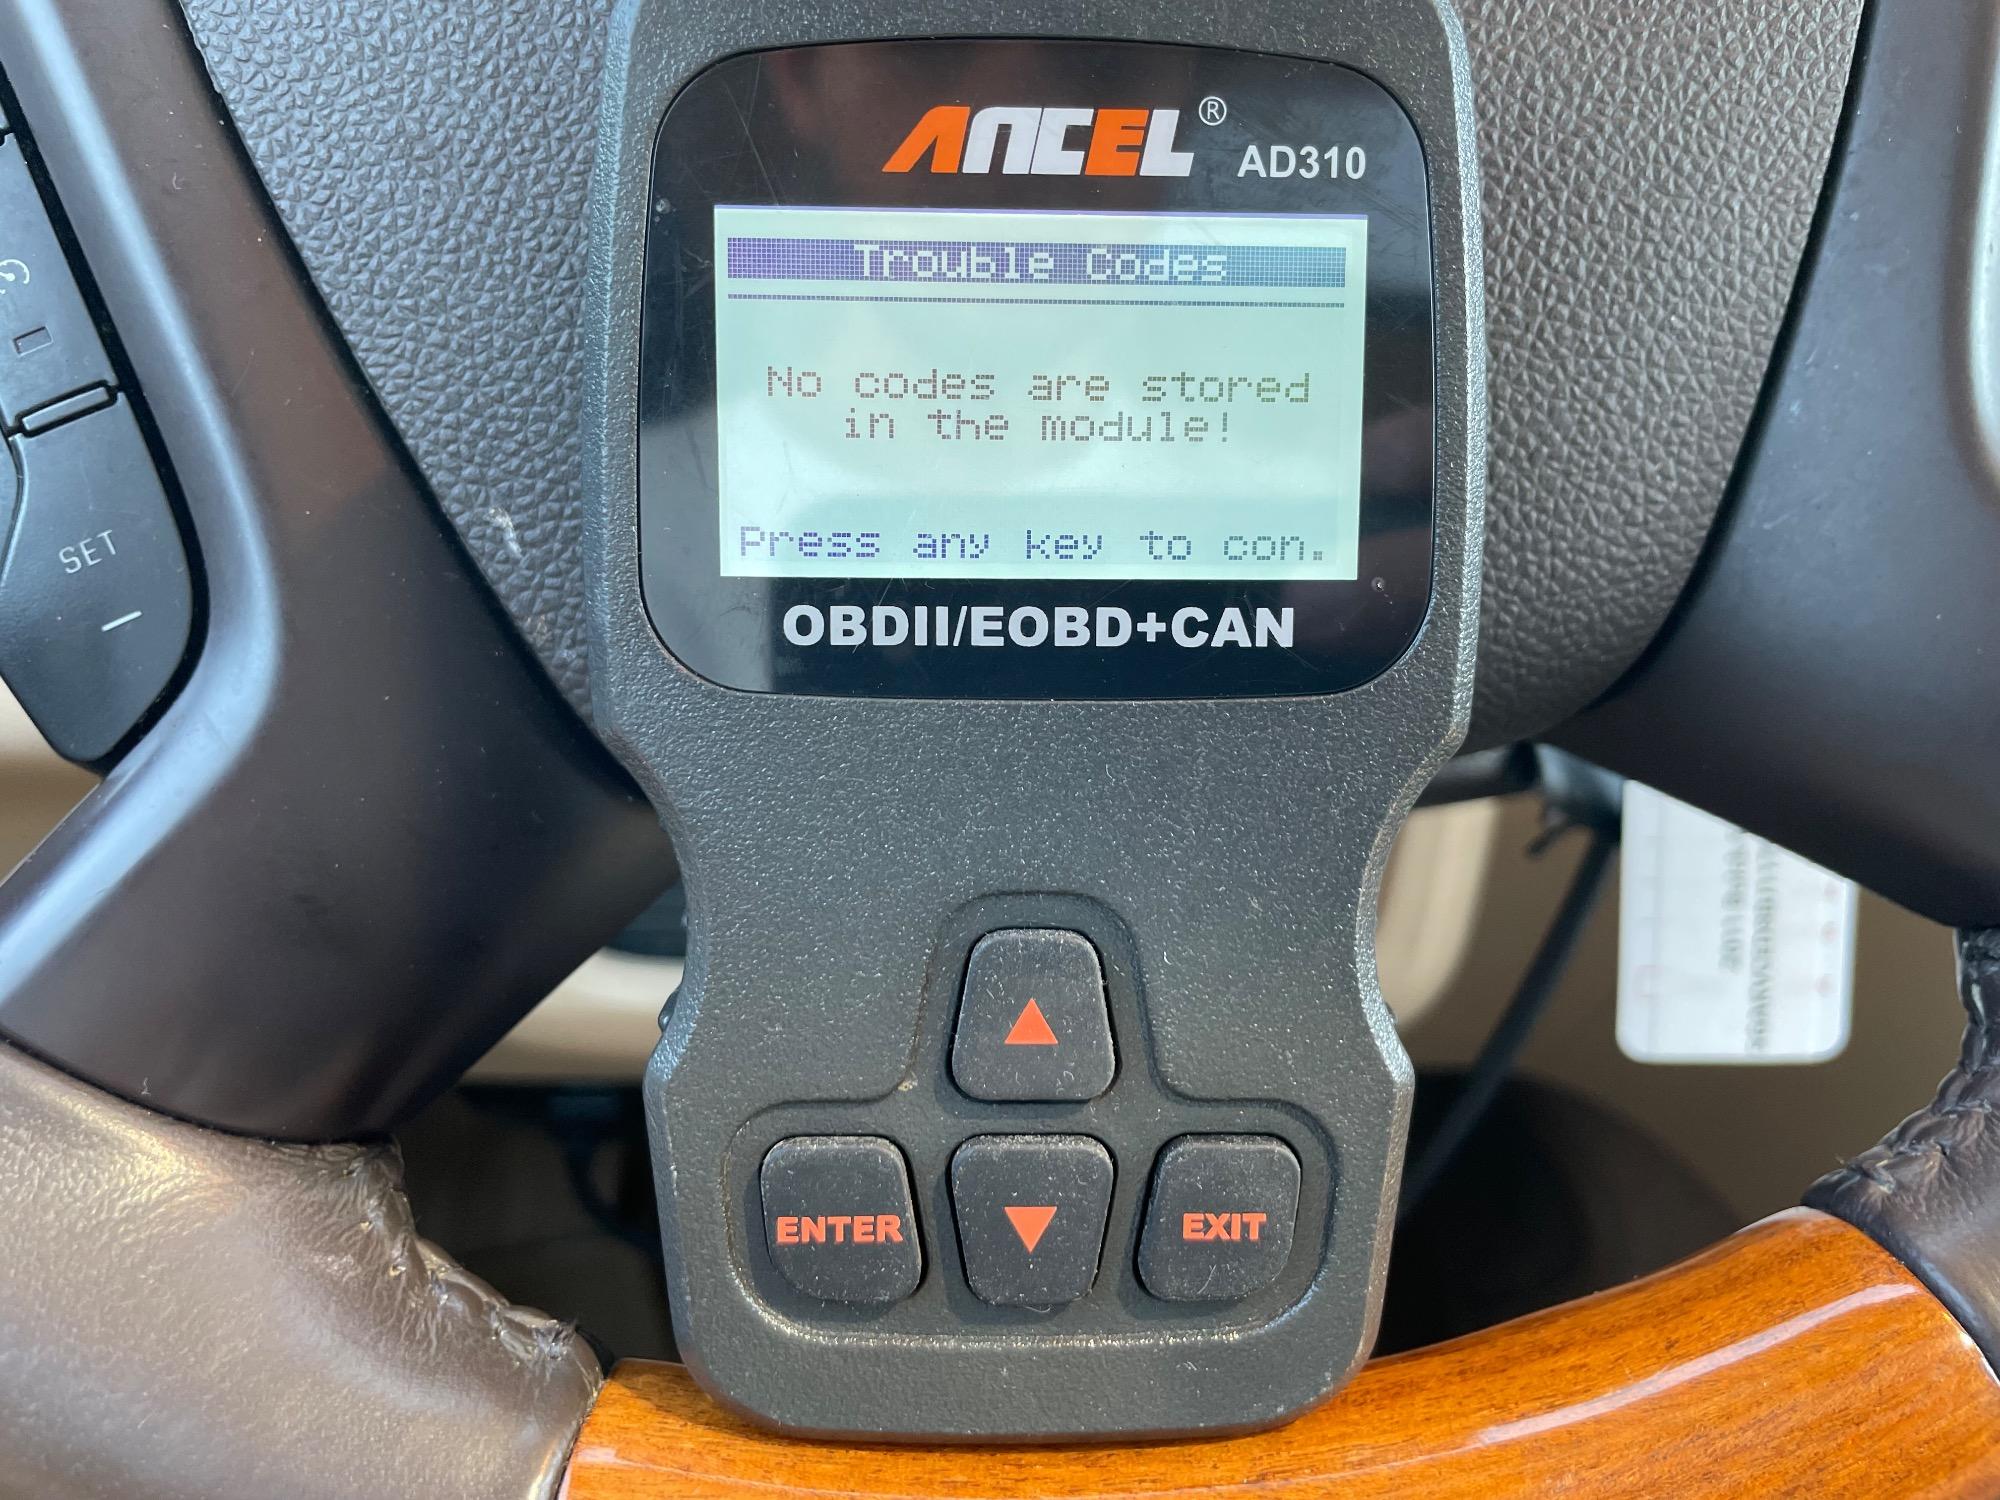 ANCEL®
AD310
Trouble Codes
No codes are stored
in the module!
Press any key to con.
OBDII/EOBD+CAN
SET
ENTER
EXIT